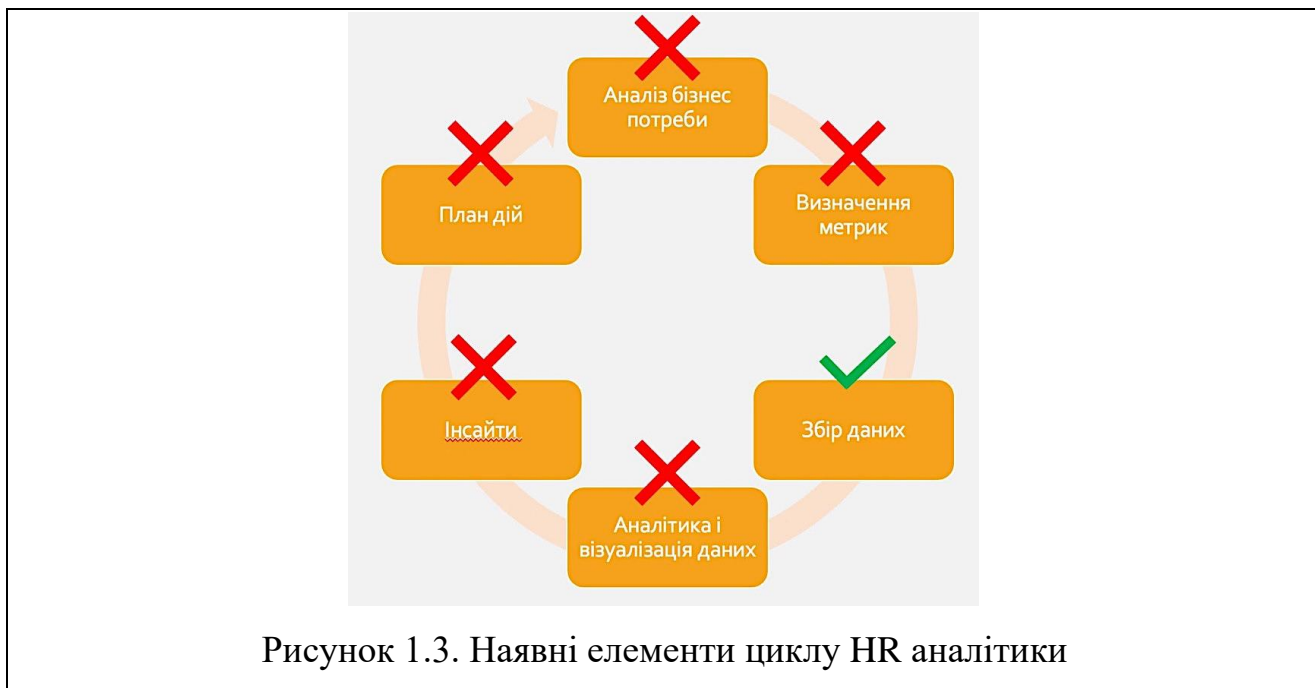 Аналіз бізнес
потреби
Визначення
метрик
Збір даних
Аналітика і
візуалізація даних
Інсайти
План дій
Рисунок 1.3. Наявні елементи циклу HR аналітики